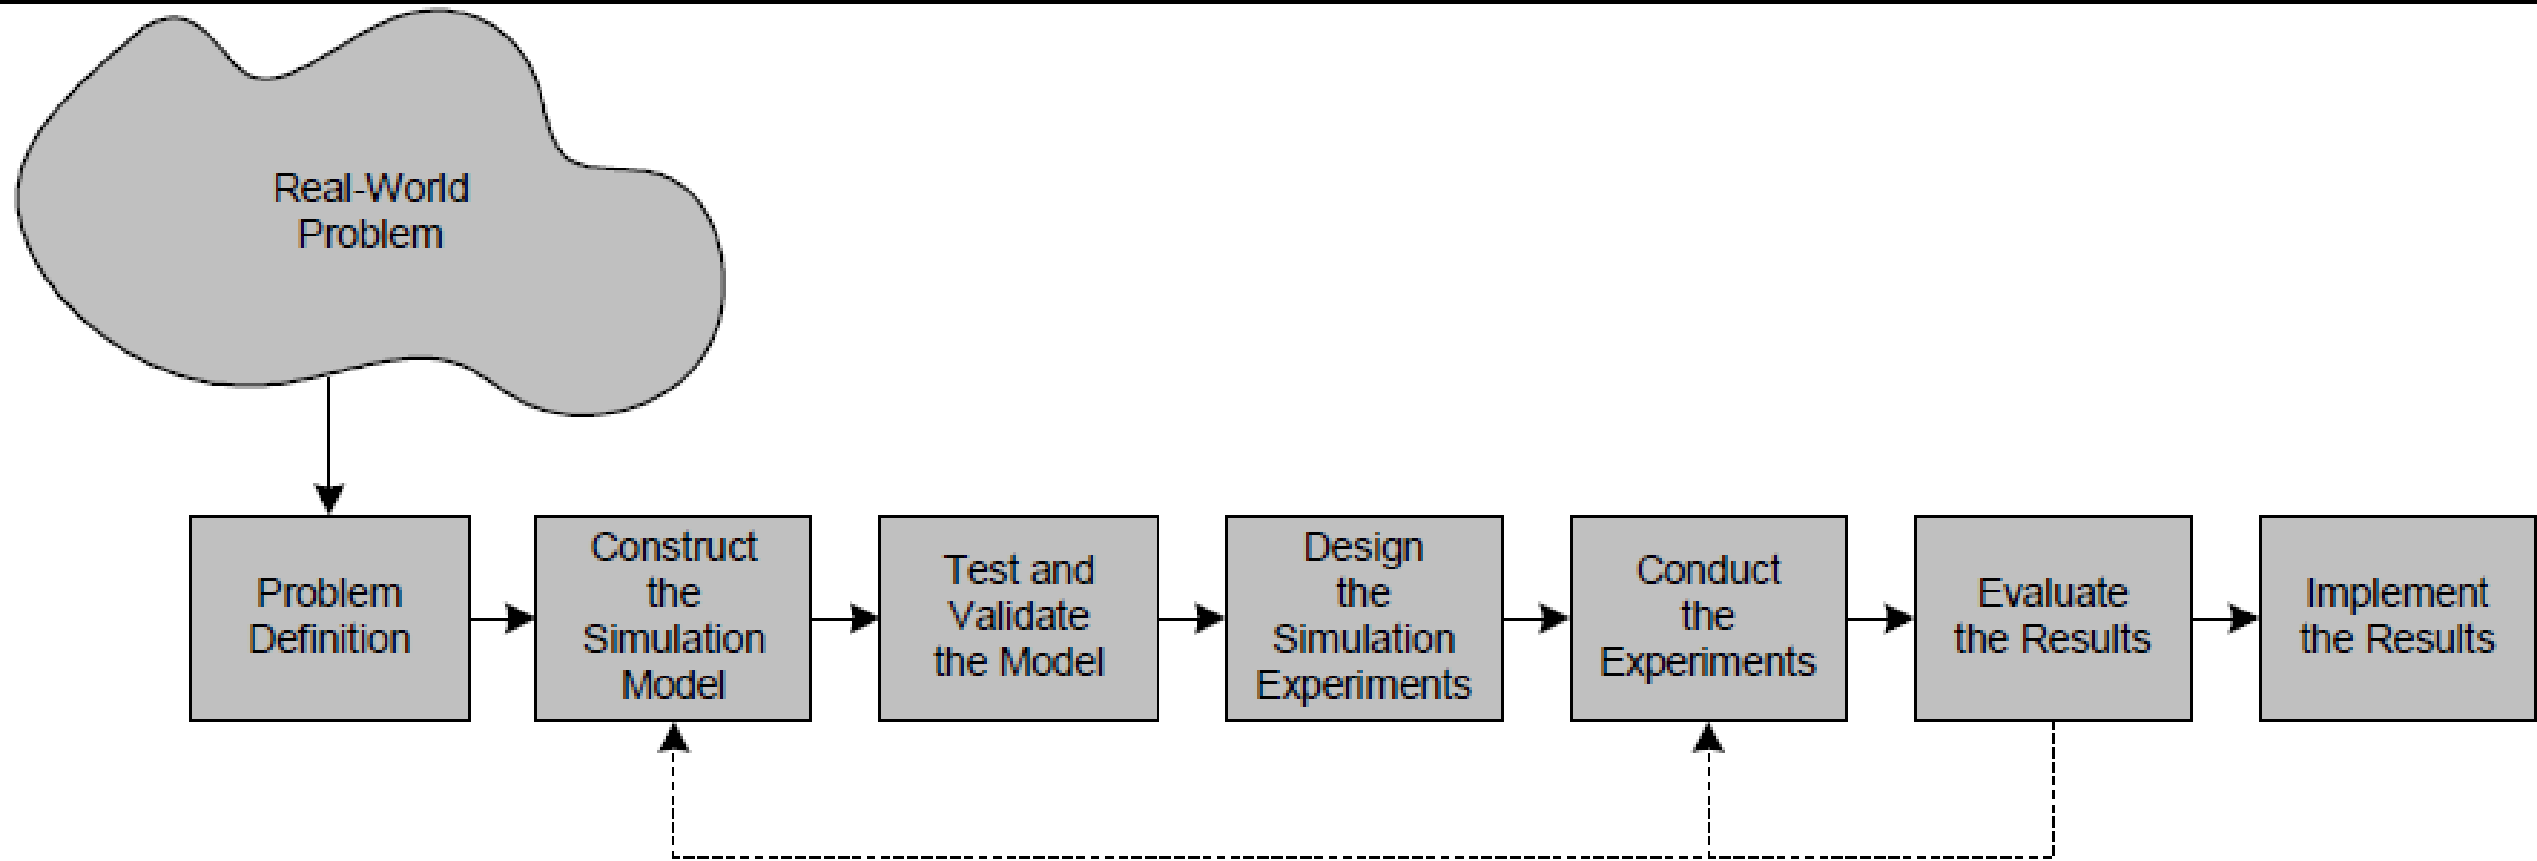 Real-World
Problem
Problem
Definition
Construct
the
Simulation
Model
Test and
Validate
the Model
Design
the
Simulation
Experiments
Conduct
the
Experiments
Evaluate
the Results
Implement
the Results